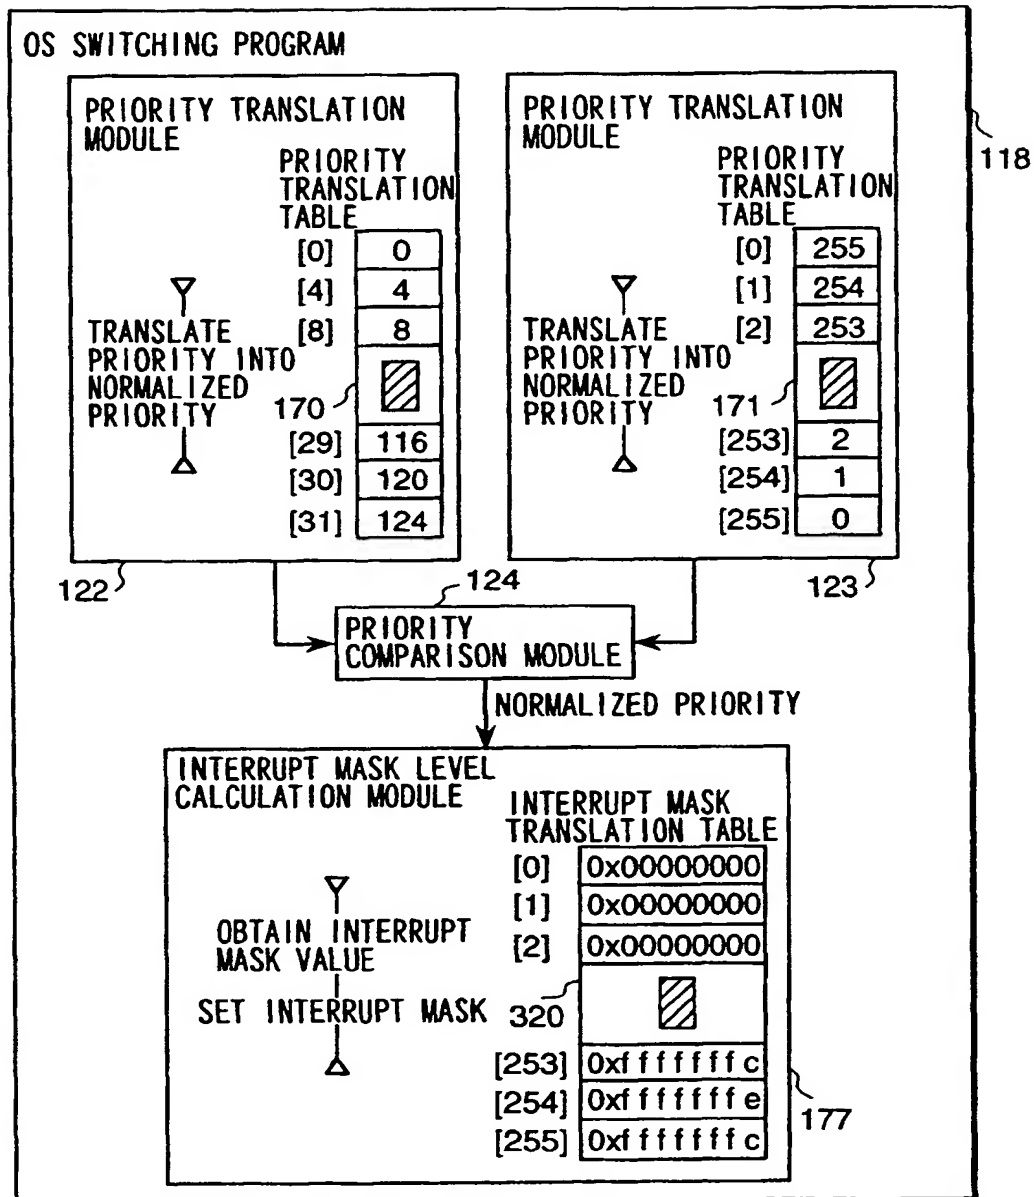 OS SWITCHING PROGRAM
118
PRIORITY TRANSLATION
MODULE
PRIORITY
TRANSLATION
TABLE
[0] 0
[4] 4
[8] 8
TRANSLATE
PRIORITY INTO
NORMALIZED
PRIORITY
170
[29] 116
[30] 120
[31] 124
122
PRIORITY TRANSLATION
MODULE
PRIORITY
TRANSLATION
TABLE
[0] 255
[1] 254
[2] 253
TRANSLATE
PRIORITY INTO
NORMALIZED
PRIORITY
171
[253] 2
[254] 1
[255] 0
123
124
PRIORITY
COMPARISON MODULE
NORMALIZED PRIORITY
INTERRUPT MASK LEVEL
CALCULATION MODULE
INTERRUPT MASK
TRANSLATION TABLE
[0] 0x00000000
[1] 0x00000000
[2] 0x00000000
OBTAIN INTERRUPT
MASK VALUE
SET INTERRUPT MASK
320
[253] 0xfffffffc
[254] 0xfffffffe
[255] 0xfffffffc
177